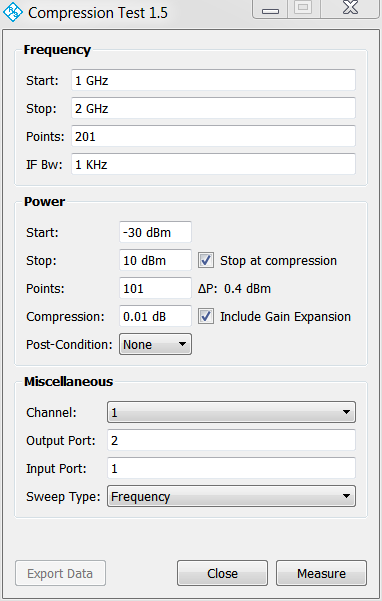 Compression Test 1.5
Frequency
Start: 1 GHz
Stop: 2 GHz
Points: 201
IF Bw: 1 KHz
Power
Start: -30 dBm
Stop: 10 dBm Stop at compression
Points: 101 ΔP: 0.4 dBm
Compression: 0.01 dB Include Gain Expansion
Post-Condition: None
Miscellaneous
Channel: 1
Output Port: 2
Input Port: 1
Sweep Type: Frequency
Export Data Close Measure